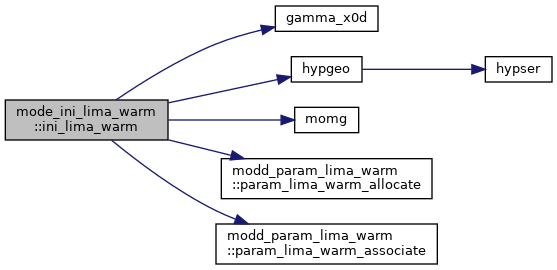 mode_ini_lima_warm
::ini_lima_warm
gamma_x0d
hypgeo
hypser
momg
modd_param_lima_warm
::param_lima_warm_allocate
modd_param_lima_warm
::param_lima_warm_associate